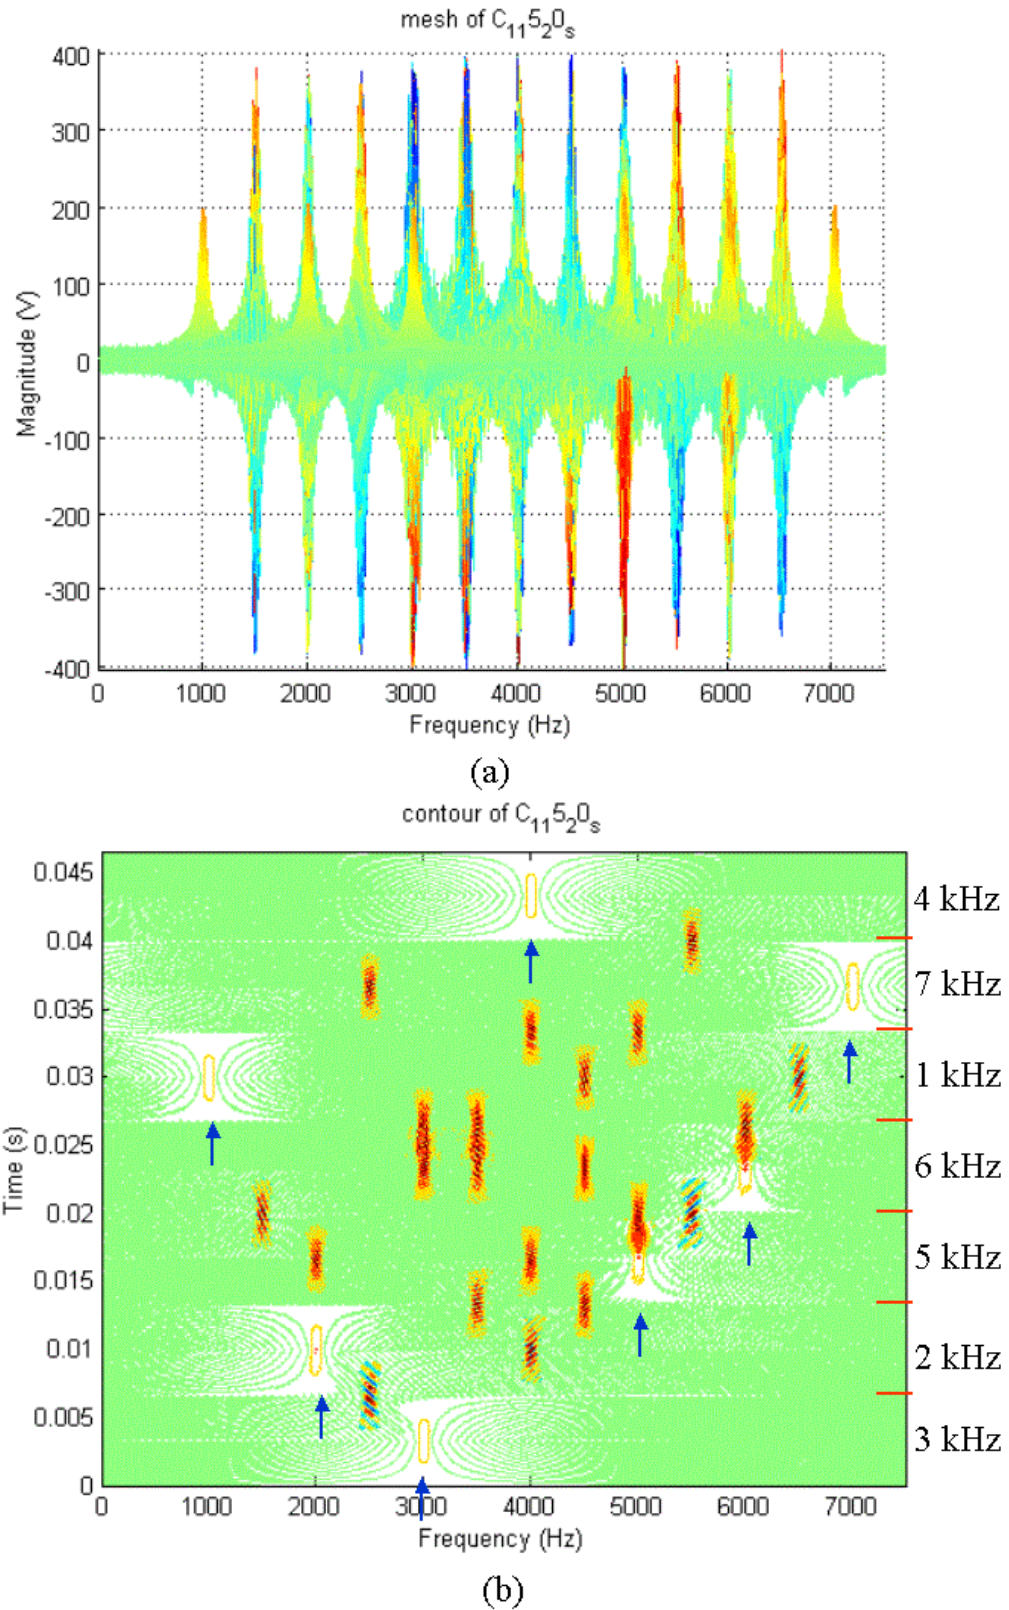 mesh of C₁₁5₂0ₛ
400
300
200
100
0
-100
-200
-300
-400
Magnitude (V)
0 1000 2000 3000 4000 5000 6000 7000
Frequency (Hz)
(a)
contour of C₁₁5₂0ₛ
0.045
0.04
0.035
0.03
0.025
0.02
0.015
0.01
0.005
0
Time (s)
4 kHz
7 kHz
1 kHz
6 kHz
5 kHz
2 kHz
3 kHz
0 1000 2000 3000 4000 5000 6000 7000
Frequency (Hz)
(b)